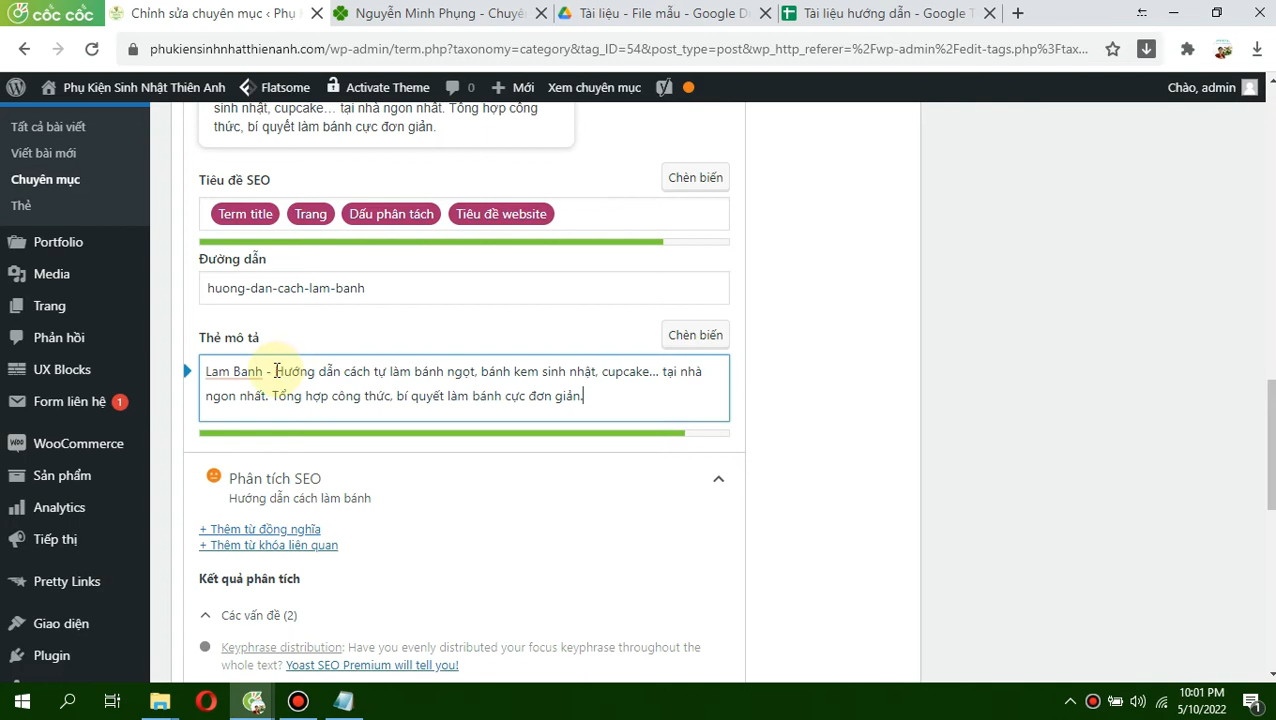 cốc cốc
Chỉnh sửa chuyên mục ‹ Phụ
Nguyễn Minh Phong - Chuyên
Tài liệu - File mẫu - Google D
Tài liệu hướng dẫn - Google T
phukiensinhnhatthienanh.com/wp-admin/term.php?taxonomy=category&tag_ID=54&post_type=post&wp_http_referer=%2Fwp-admin%2Fedit-tags.php%3Ftax...
Phụ Kiện Sinh Nhật Thiên Anh
Flatsome
Activate Theme
0
Mới
Xem chuyên mục
Chào, admin
Tất cả bài viết
Viết bài mới
Chuyên mục
Thẻ
Portfolio
Media
Trang
Phản hồi
UX Blocks
Form liên hệ 1
WooCommerce
Sản phẩm
Analytics
Tiếp thị
Pretty Links
Giao diện
Plugin
sinh nhật, cupcake… tại nhà ngon nhất. Tổng hợp công
thức, bí quyết làm bánh cực đơn giản.
Tiêu đề SEO
Chèn biến
Term title
Trang
Dấu phân tách
Tiêu đề website
Đường dẫn
huong-dan-cach-lam-banh
Thẻ mô tả
Chèn biến
Lam Banh - Hướng dẫn cách tự làm bánh ngọt, bánh kem sinh nhật, cupcake… tại nhà
ngon nhất. Tổng hợp công thức, bí quyết làm bánh cực đơn giản.
Phân tích SEO
Hướng dẫn cách làm bánh
+ Thêm từ đồng nghĩa
+ Thêm từ khóa liên quan
Kết quả phân tích
Các vấn đề (2)
Keyphrase distribution: Have you evenly distributed your focus keyphrase throughout the
whole text? Yoast SEO Premium will tell you!
10:01 PM
5/10/2022
1